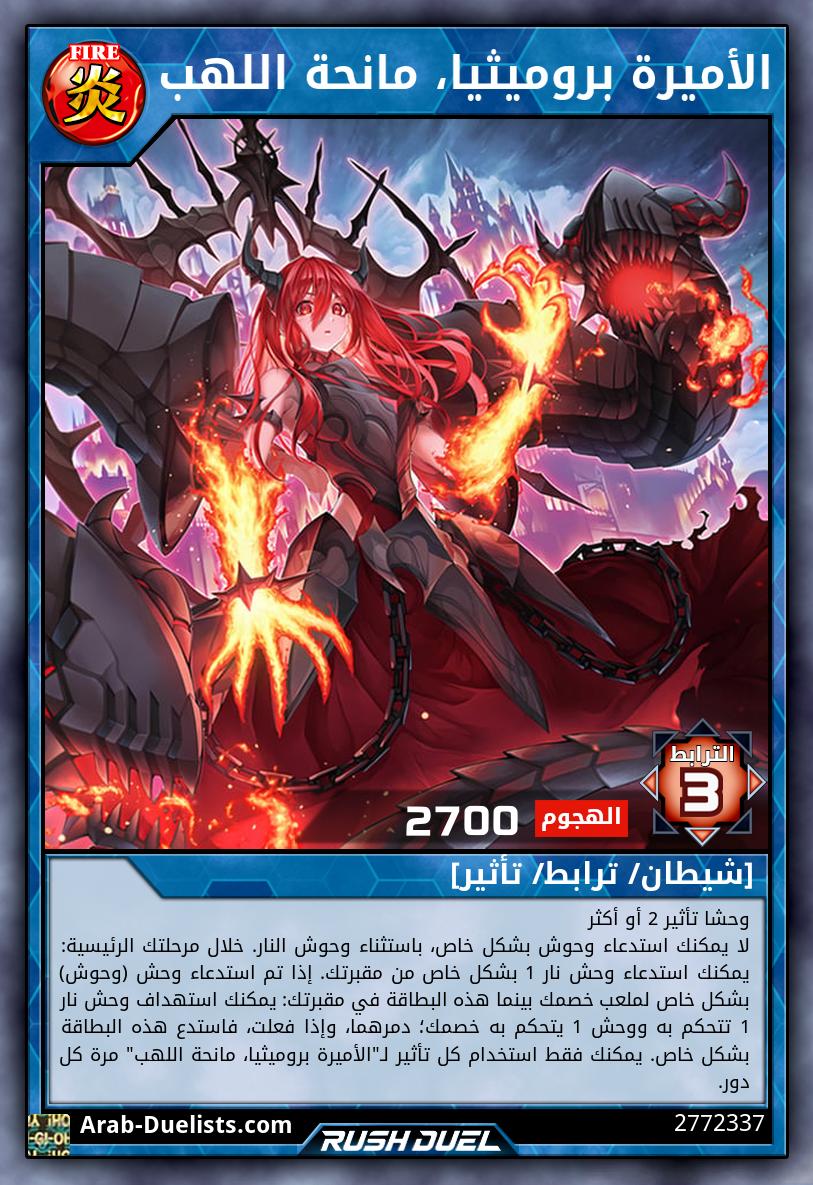 FIRE
炎
الأميرة بروميثيا، مانحة اللهب
الترابط
3
الهجوم 2700
[شيطان/ ترابط/ تأثير]
وحشا تأثير 2 أو أكثر
لا يمكنك استدعاء وحوش بشكل خاص، باستثناء وحوش النار. خلال مرحلتك الرئيسية:
يمكنك استدعاء وحش نار 1 بشكل خاص من مقبرتك. إذا تم استدعاء وحش (وحوش)
بشكل خاص لملعب خصمك بينما هذه البطاقة في مقبرتك: يمكنك استهداف وحش نار
1 تتحكم به ووحش 1 يتحكم به خصمك؛ دمرهما، وإذا فعلت، فاستدع هذه البطاقة
بشكل خاص. يمكنك فقط استخدام كل تأثير لـ"الأميرة بروميثيا، مانحة اللهب" مرة كل
دور.
Arab-Duelists.com
RUSH DUEL
2772337